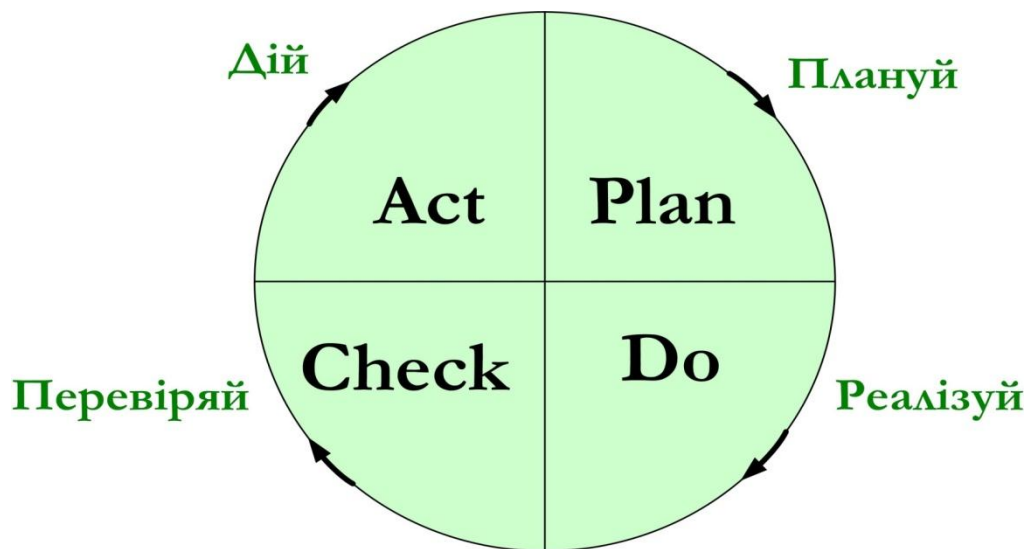 Дій
Плануй
Act
Plan
Check
Do
Перевіряй
Реалізуй